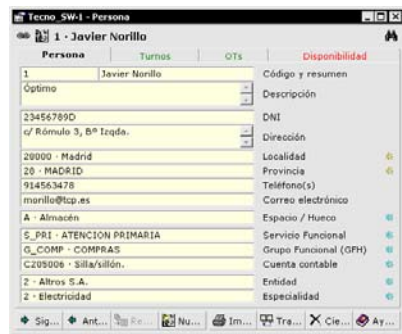 Tecno_SW-1 - Persona
1 · Javier Norillo
Persona Turnos OTs Disponibilidad
1 Javier Norillo Código y resumen
Óptimo Descripción
23456789D DNI
c/ Rómulo 3, Bº Izqda. Dirección
28000 · Madrid Localidad
28 · MADRID Provincia
914563478 Teléfono(s)
morillo@tcp.es Correo electrónico
A · Almacén Espacio / Hueco
S_PRI · ATENCION PRIMARIA Servicio Funcional
G_COMP · COMPRAS Grupo Funcional (GFH)
C205006 · Silla/sillón. Cuenta contable
2 · Altros S.A. Entidad
2 · Electricidad Especialidad
Sig... Ant... Re... Nu... Im... Tra... Cie... Ay...